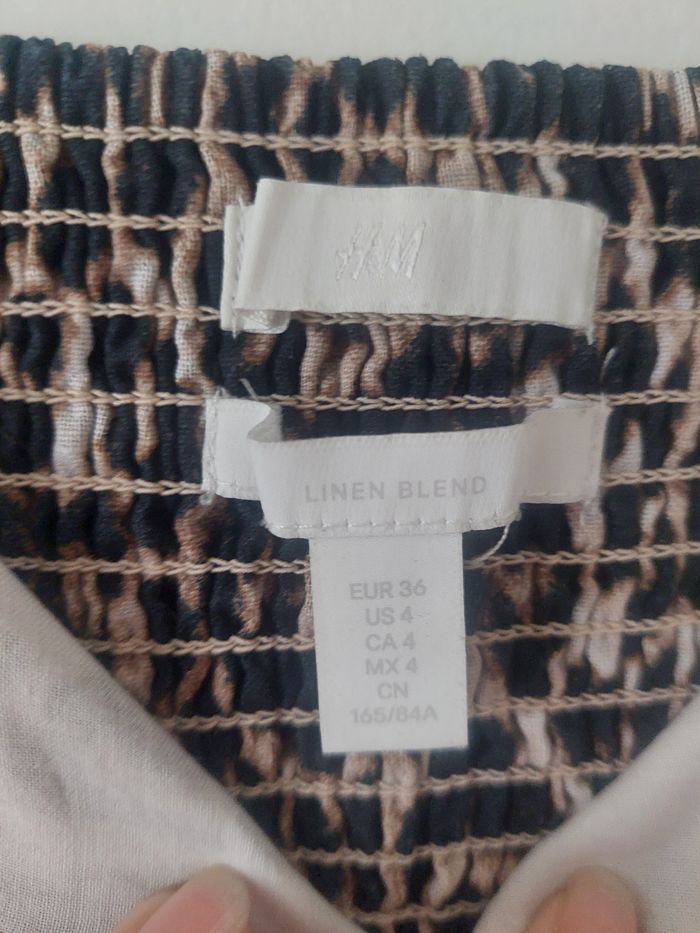 H&M
LINEN BLEND
EUR 36
US 4
CA 4
MX 4
CN
165/84A